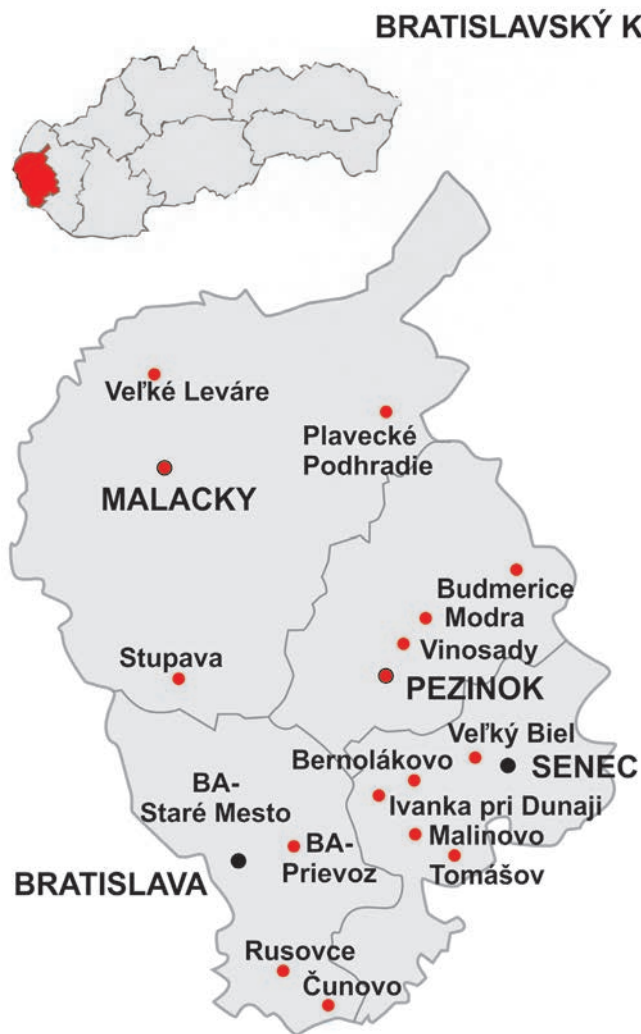 BRATISLAVSKÝ K
Veľké Leváre
Plavecké
Podhradie
MALACKY
Budmerice
Modra
Vinosady
Stupava
PEZINOK
Veľký Biel
Bernolákovo
SENEC
BA-
Staré Mesto
Ivanka pri Dunaji
BA-
Prievoz
Malinovo
Tomášov
BRATISLAVA
Rusovce
Čunovo